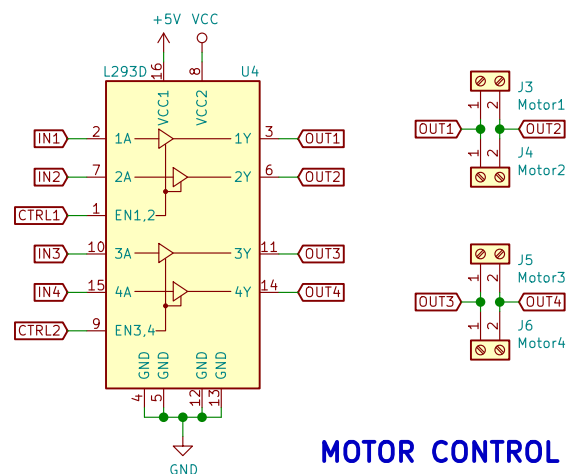 +5V VCC
L293D U4
16 8
VCC1 VCC2
IN1 2 1A 1Y 3 OUT1
IN2 7 2A 2Y 6 OUT2
CTRL1 1 EN1,2
IN3 10 3A 3Y 11 OUT3
IN4 15 4A 4Y 14 OUT4
CTRL2 9 EN3,4
GND GND GND GND
4 5 12 13
GND
J3
Motor1
1 2
OUT1 OUT2
1 2
J4
Motor2
J5
Motor3
1 2
OUT3 OUT4
1 2
J6
Motor4
MOTOR CONTROL